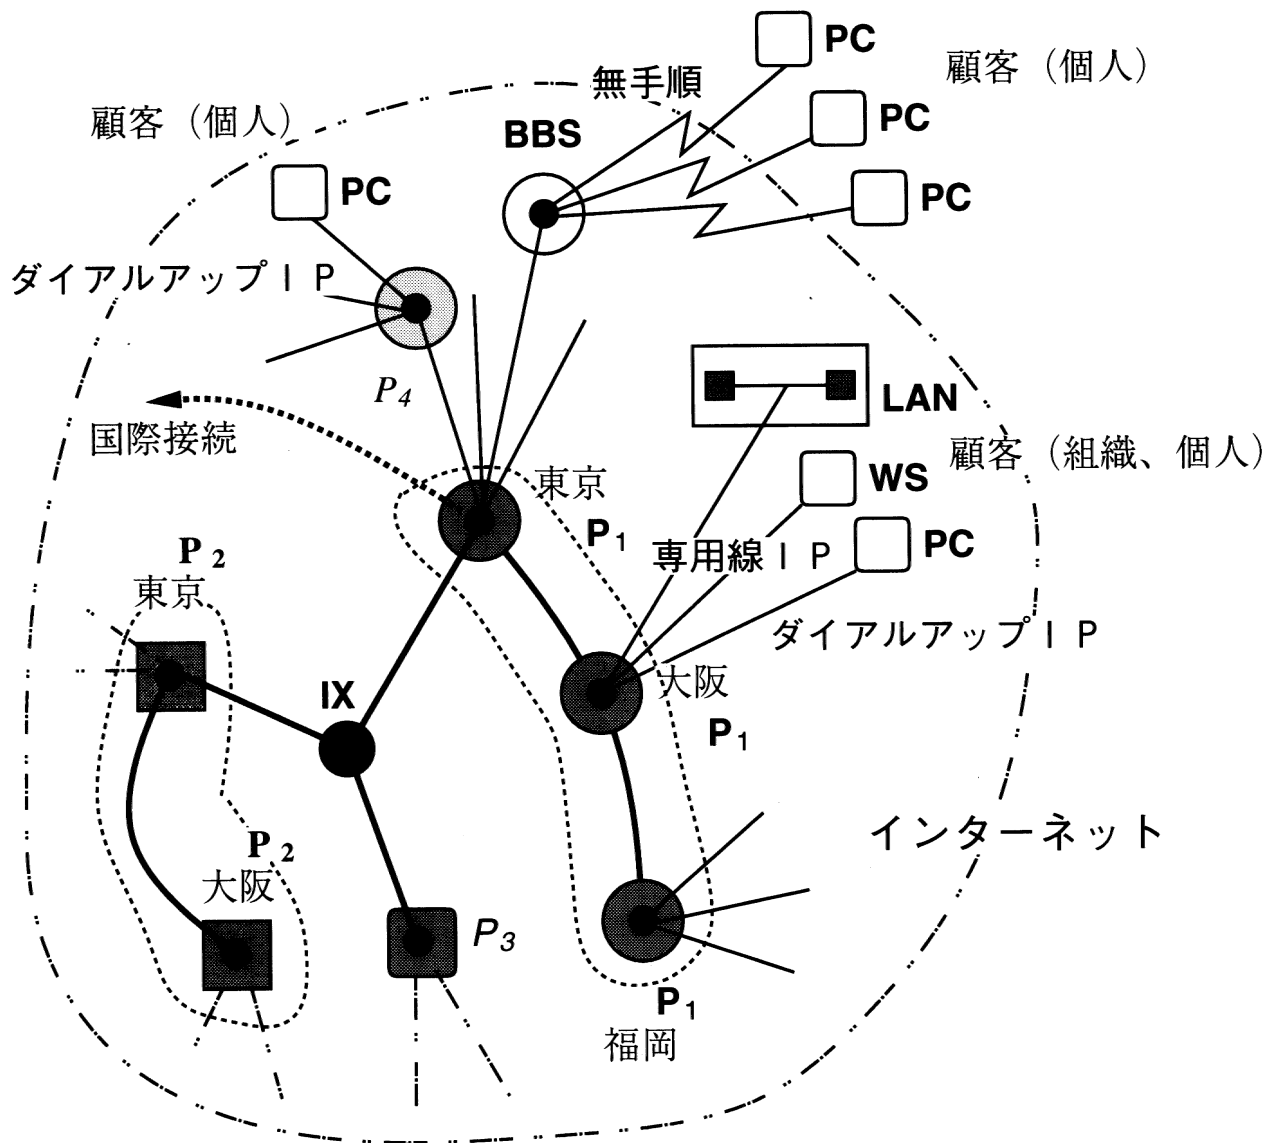 PC
顧客（個人）
無手順
顧客（個人）
PC
BBS
PC
PC
ダイアルアップＩＰ
P4
LAN
国際接続
顧客（組織、個人）
東京
WS
P1
専用線ＩＰ
PC
P2
東京
ダイアルアップＩＰ
IX
大阪
P1
インターネット
P2
大阪
P3
P1
福岡